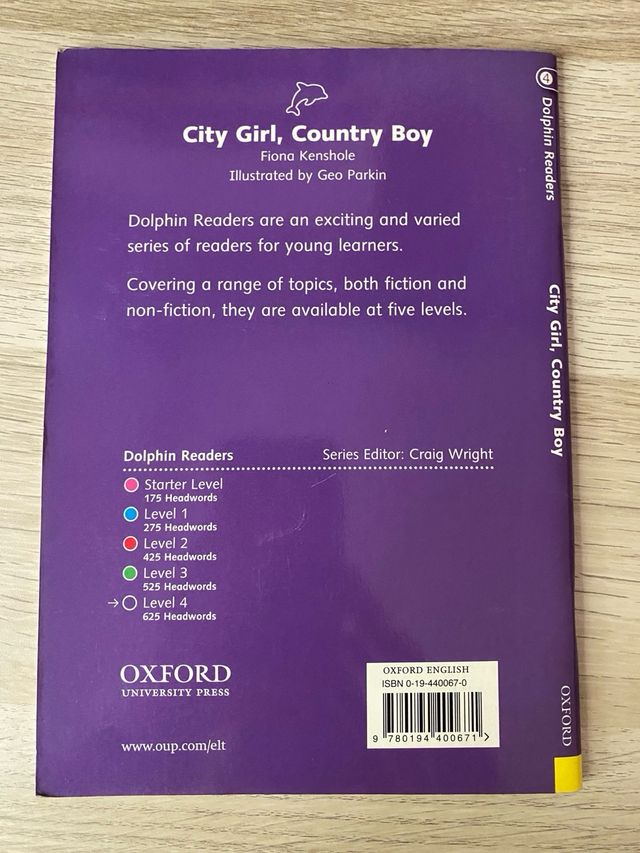 City Girl, Country Boy
Fiona Kenshole
Illustrated by Geo Parkin
Dolphin Readers are an exciting and varied
series of readers for young learners.
Covering a range of topics, both fiction and
non-fiction, they are available at five levels.
Dolphin Readers Series Editor: Craig Wright
Starter Level
175 Headwords
Level 1
275 Headwords
Level 2
425 Headwords
Level 3
525 Headwords
→ Level 4
625 Headwords
OXFORD
UNIVERSITY PRESS
www.oup.com/elt
OXFORD ENGLISH
ISBN 0-19-440067-0
9 780194 400671 >
4 Dolphin Readers
City Girl, Country Boy
OXFORD